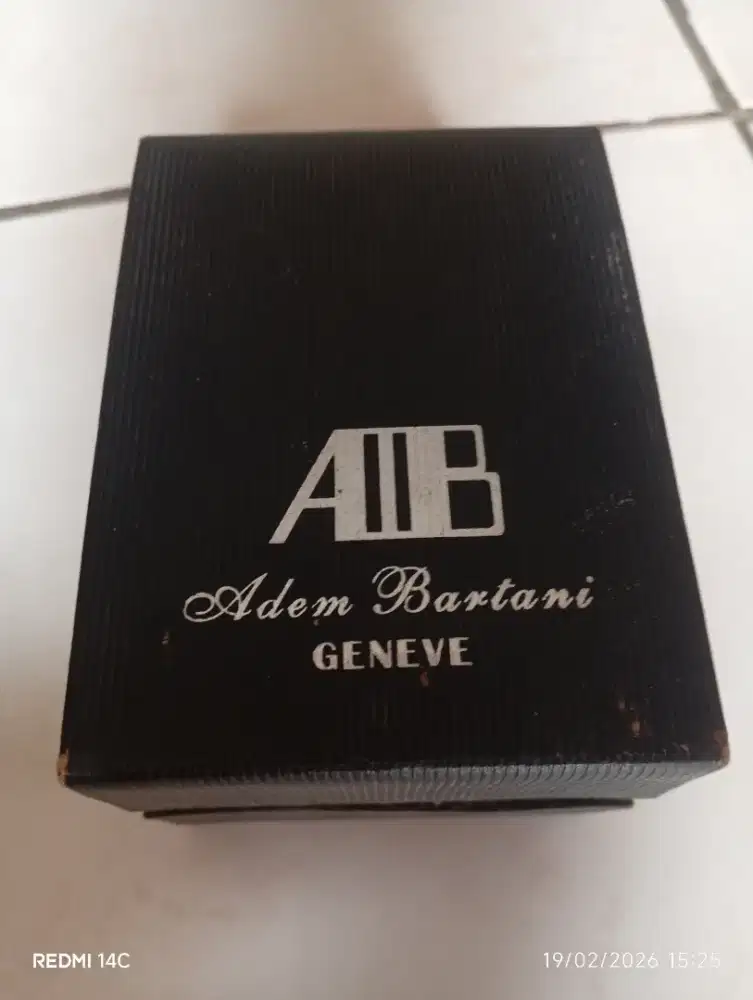 AB
Adem Bartani
GENEVE
REDMI 14C
19/02/2026 15:25